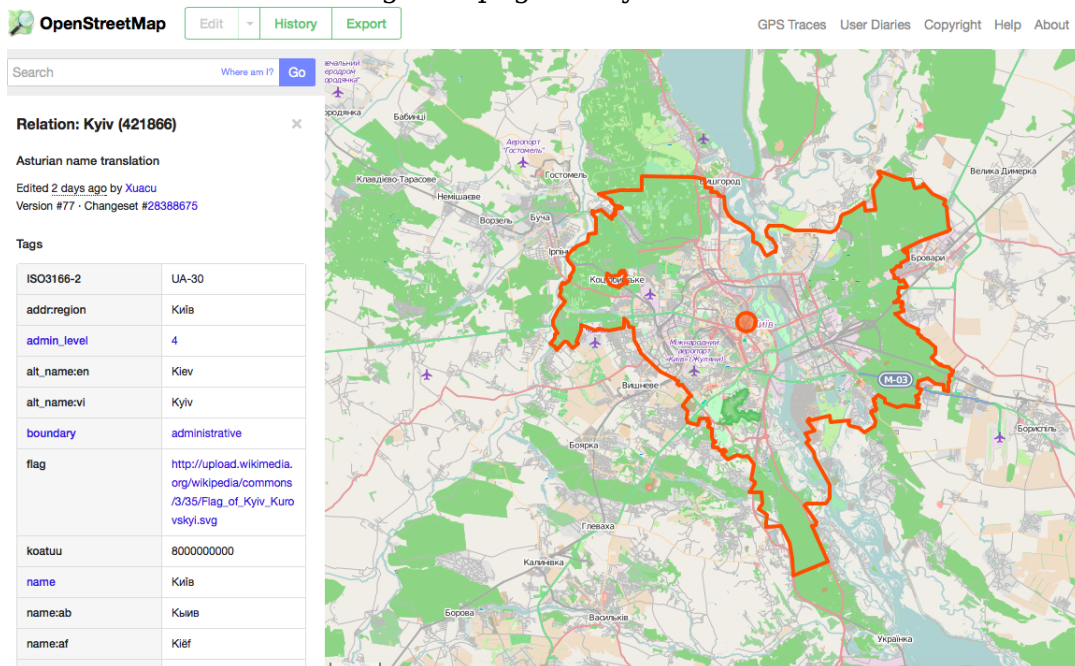 OpenStreetMap
Edit
History
Export
GPS Traces User Diaries Copyright Help About
Search
Where am I?
Go
Relation: Kyiv (421866)
×
Asturian name translation
Edited 2 days ago by Xuacu
Version #77 · Changeset #28388675
Tags
ISO3166-2 UA-30
addr:region Київ
admin_level 4
alt_name:en Kiev
alt_name:vi Kyiv
boundary administrative
flag http://upload.wikimedia.
org/wikipedia/commons
/3/35/Flag_of_Kyiv_Kuro
vskyi.svg
koatuu 8000000000
name Київ
name:ab Кыив
name:af Kiëf
Бабинці
Аеропорт
"Гостомель"
Клавдієво-Тарасове
Гостомель
Немішаєве
Ворзель
Буча
Вишгород
Велика Димерка
Бровари
Коцюбинське
КИЇВ
Міжнародний
аеропорт
«Київ» (Жуляни)
Вишневе
M-03
Бориспіль
Боярка
Глеваха
Калинівка
Борова
Васильків
Українка